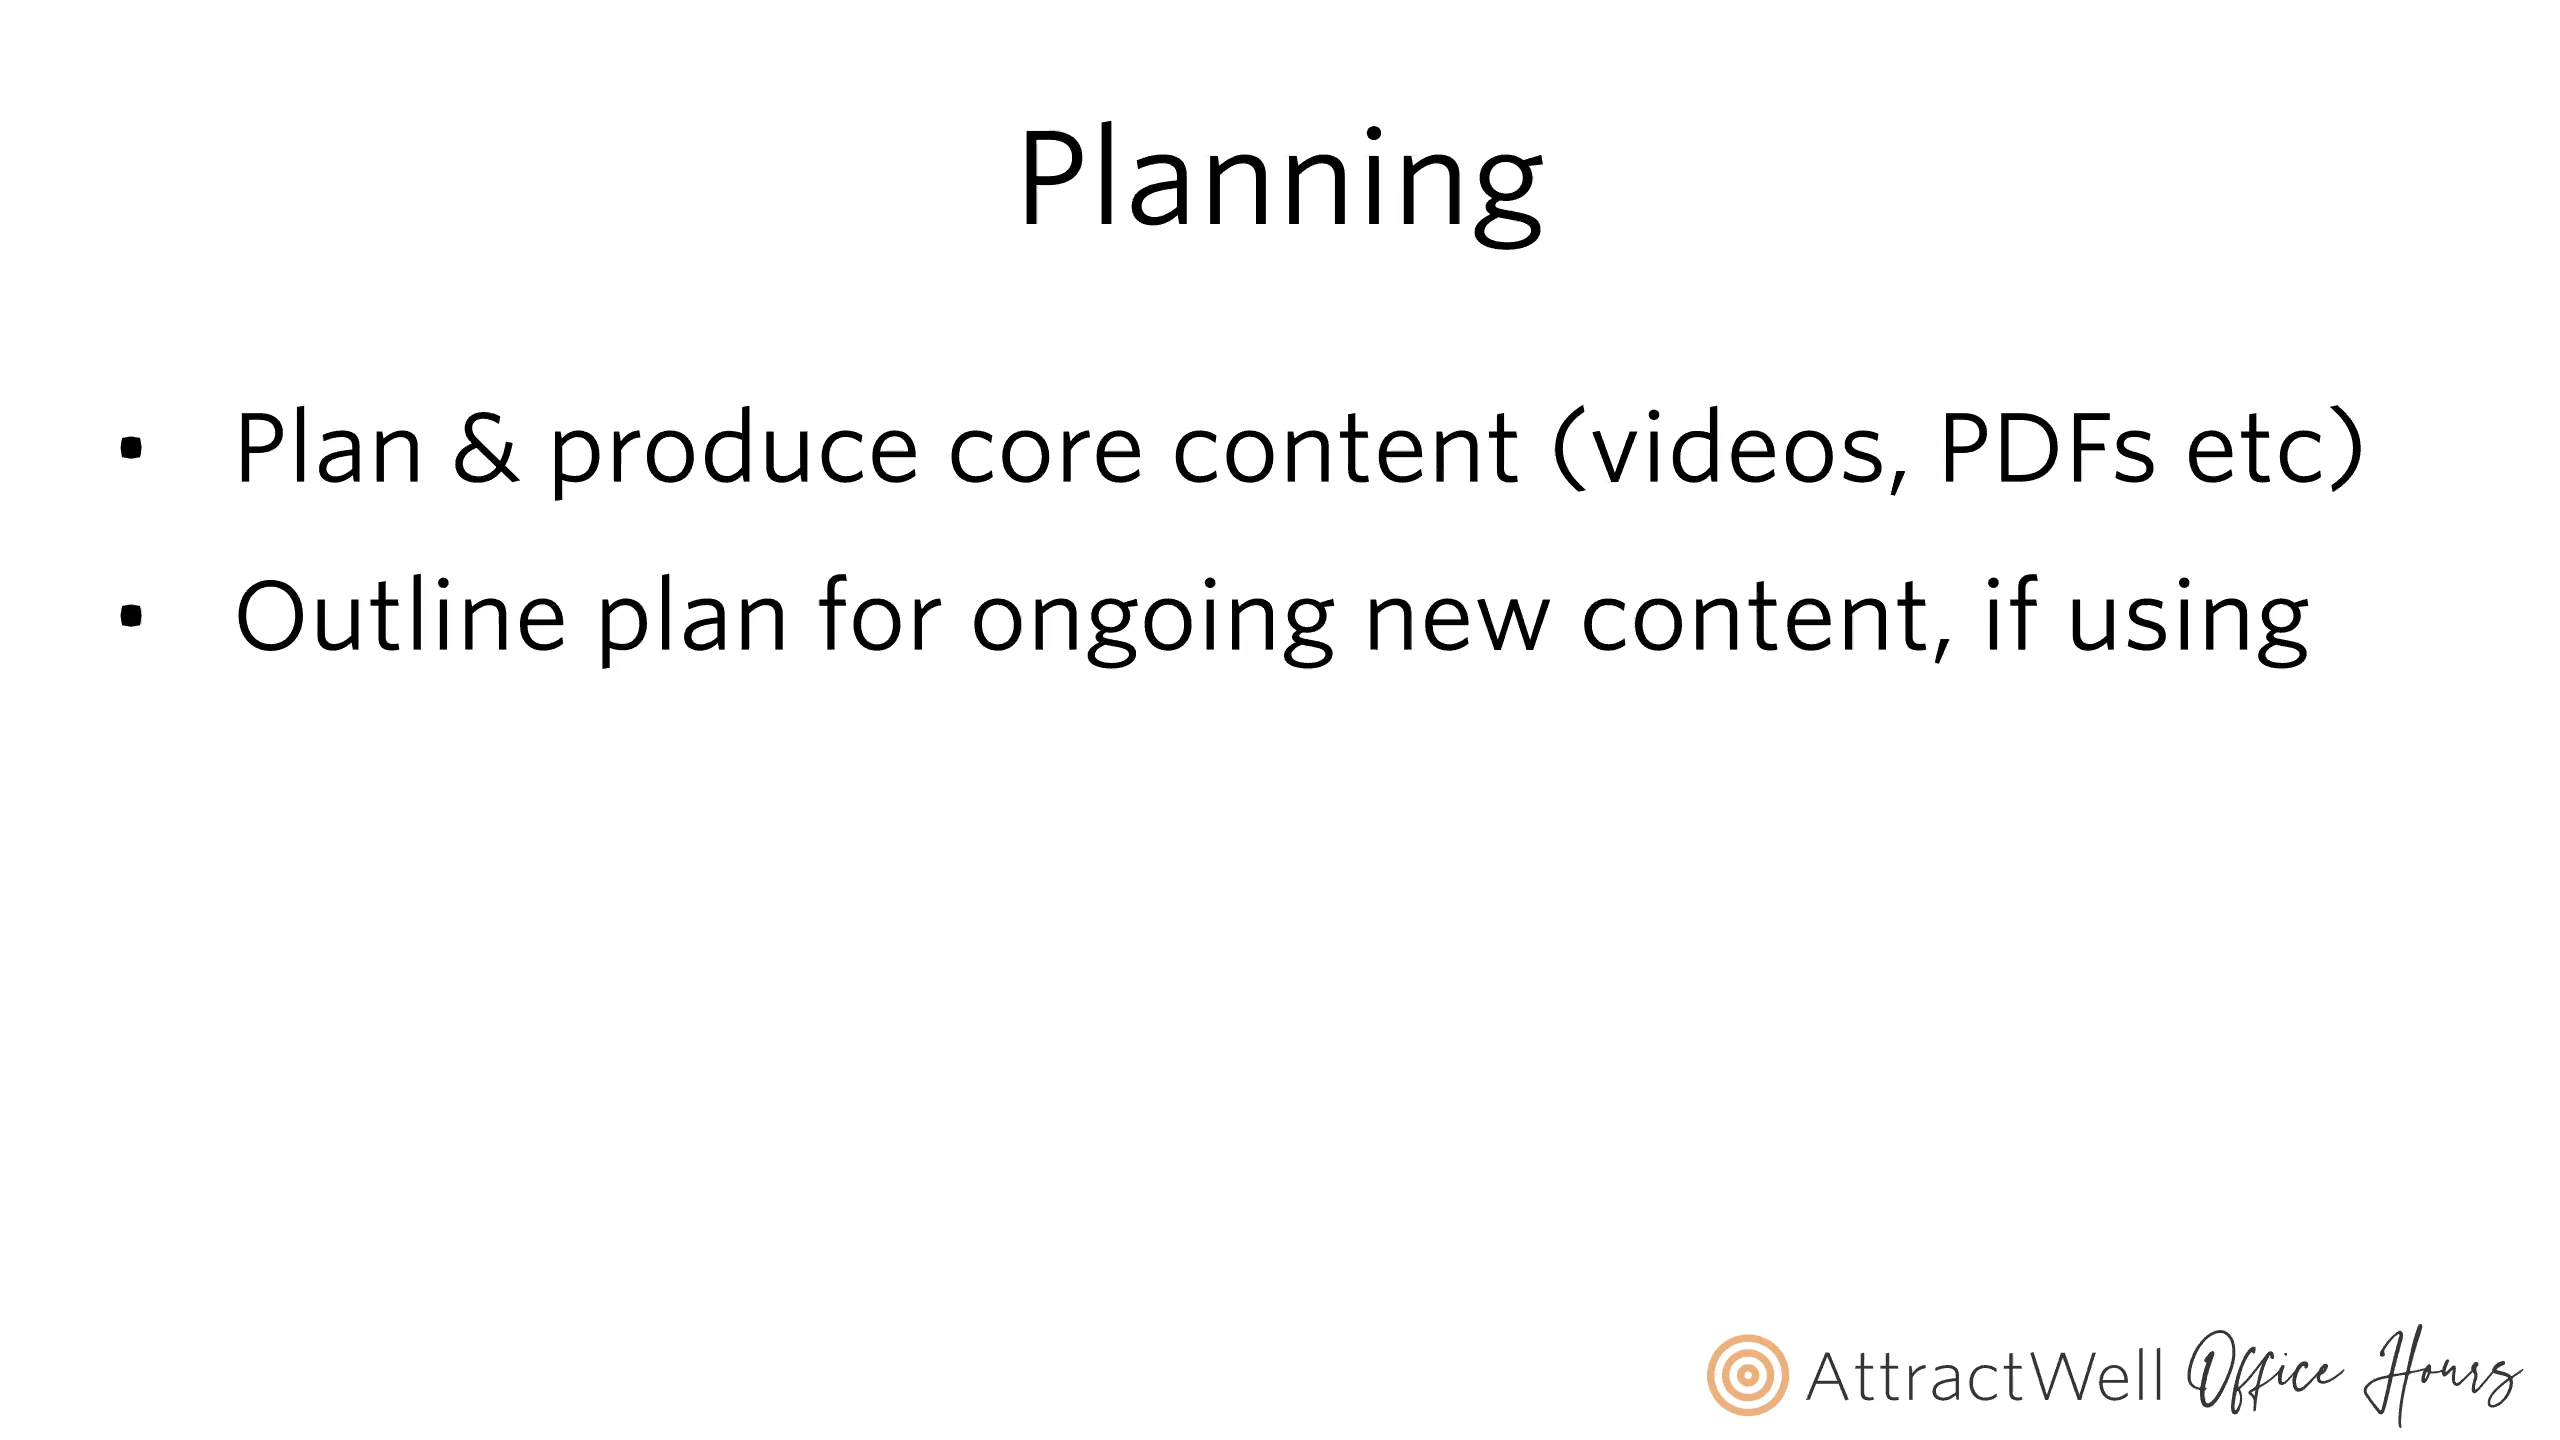 Planning
• Plan & produce core content (videos, PDFs etc)
• Outline plan for ongoing new content, if using
AttractWell Office Hours